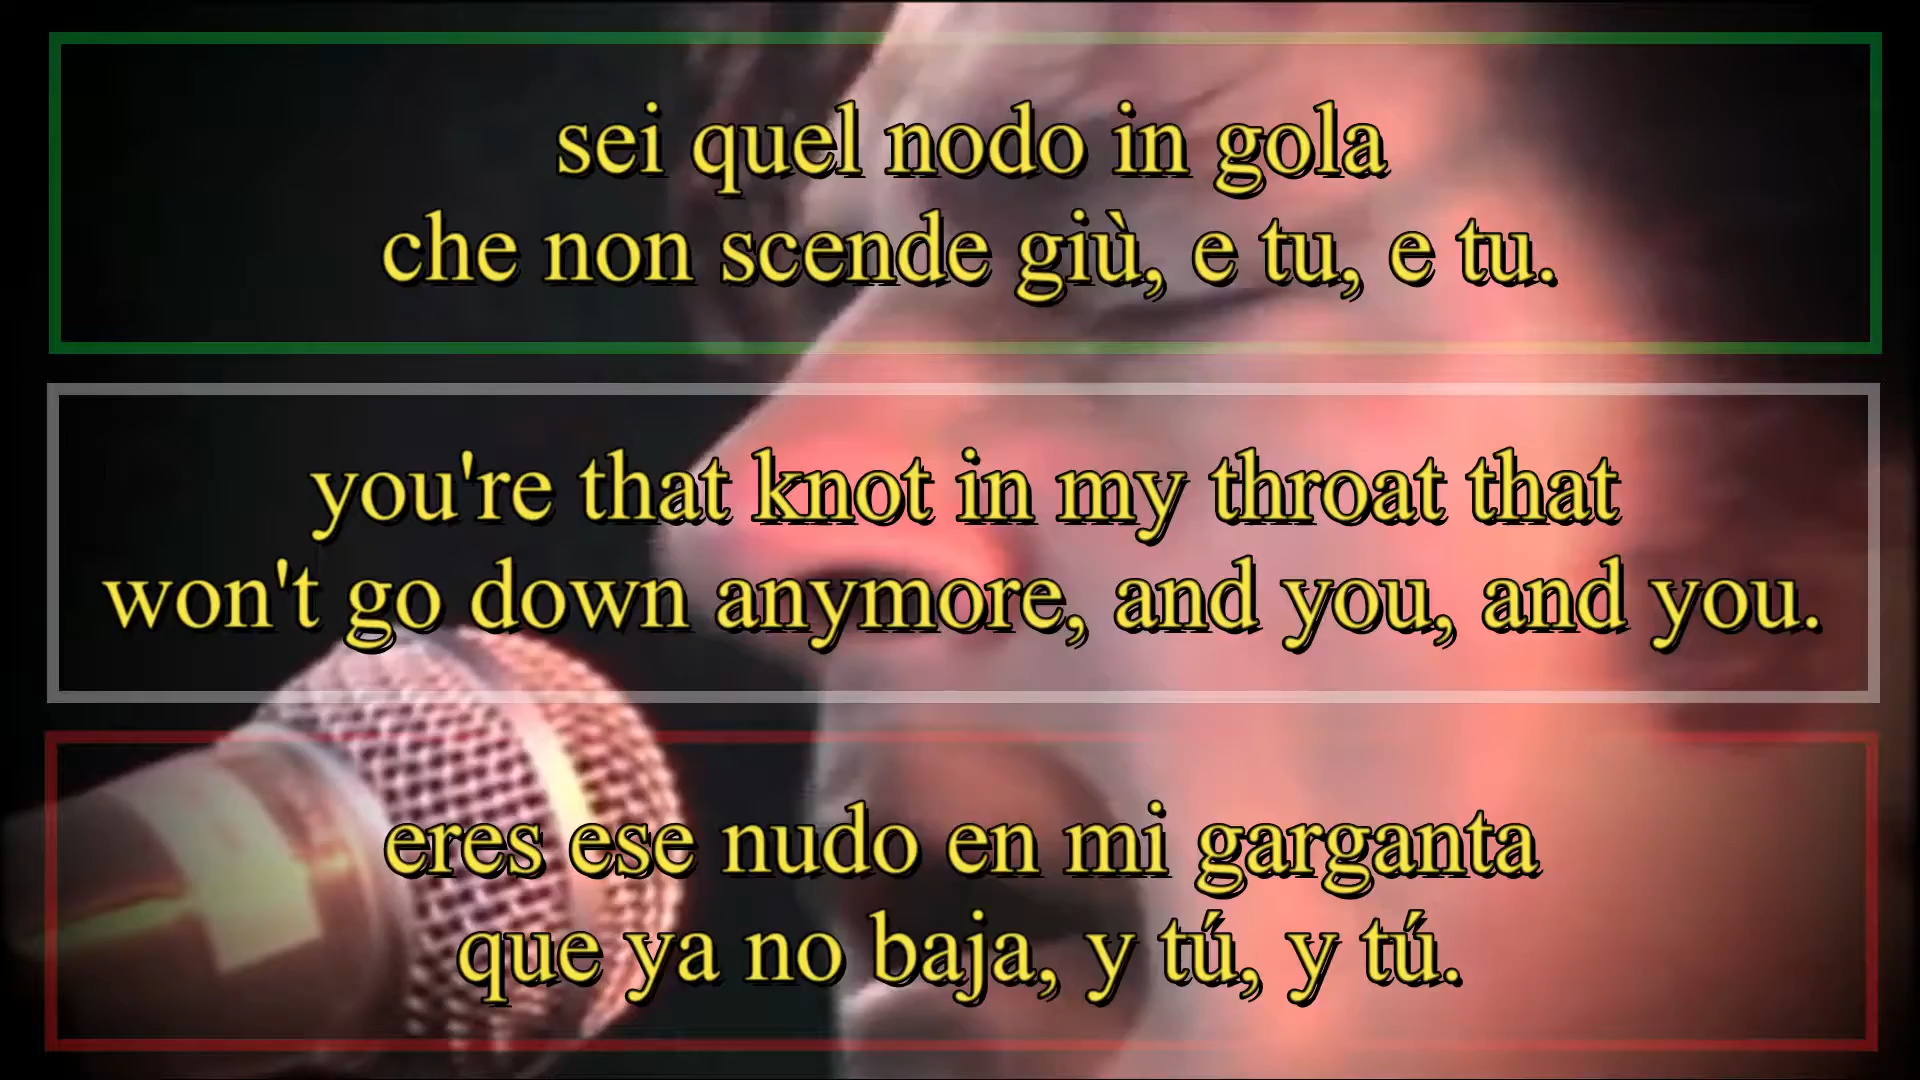 sei quel nodo in gola
che non scende giù, e tu, e tu.
you're that knot in my throat that
won't go down anymore, and you, and you.
eres ese nudo en mi garganta
que ya no baja, y tú, y tú.